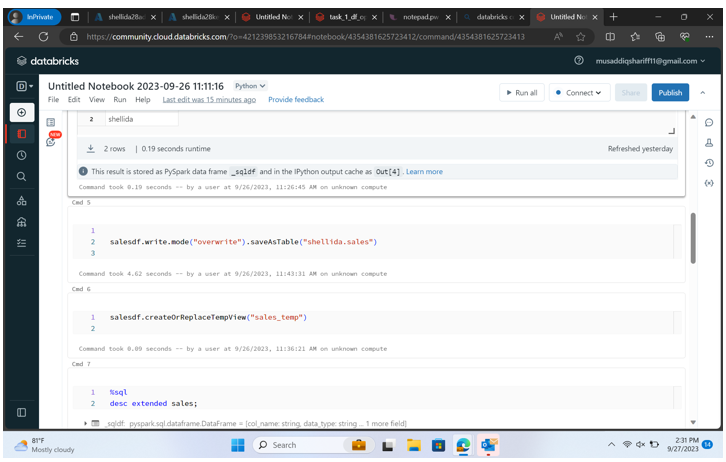 InPrivate
shellida28ad
shellida28ke
Untitled Not
task_1_df_op
notepad.pw
databricks c
Untitled Not
https://community.cloud.databricks.com/?o=421239853216784#notebook/4354381625723412/command/4354381625723413
databricks
musaddiqshariff11@gmail.com
Untitled Notebook 2023-09-26 11:11:16 Python
File Edit View Run Help Last edit was 15 minutes ago Provide feedback
Run all Connect Share Publish
NEW
2 shellida
2 rows | 0.19 seconds runtime Refreshed yesterday
This result is stored as PySpark data frame _sqldf and in the IPython output cache as Out[4]. Learn more
Command took 0.19 seconds -- by a user at 9/26/2023, 11:26:45 AM on unknown compute
Cmd 5
1
2 salesdf.write.mode("overwrite").saveAsTable("shellida.sales")
3
Command took 4.62 seconds -- by a user at 9/26/2023, 11:43:31 AM on unknown compute
Cmd 6
1 salesdf.createOrReplaceTempView("sales_temp")
2
Command took 0.09 seconds -- by a user at 9/26/2023, 11:36:21 AM on unknown compute
Cmd 7
1 %sql
2 desc extended sales;
_sqldf: pyspark.sql.dataframe.DataFrame = [col_name: string, data_type: string ... 1 more field]
81°F
Mostly cloudy
Search
2:31 PM
9/27/2023
14